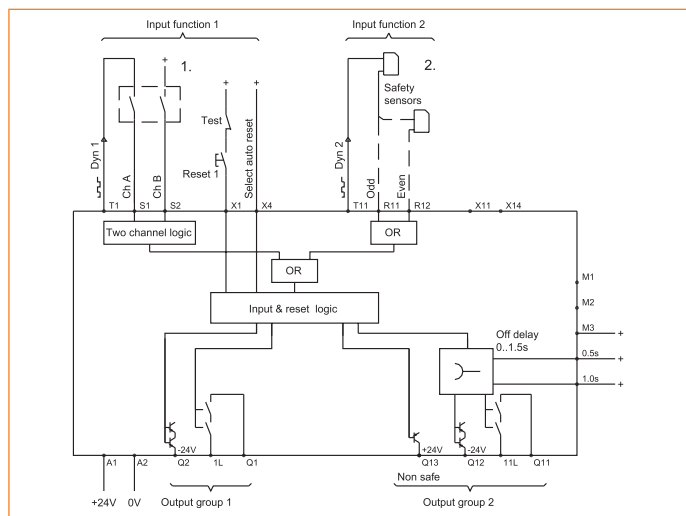 Input function 1
Input function 2
+
1.
2.
+ +
Safety
sensors
Test
Reset 1
Dyn 1
Ch A
Ch B
Select auto reset
Dyn 2
Odd
Even
T1 S1 S2 X1 X4 T11 R11 R12 X11 X14
Two channel logic
OR
OR
Input & reset logic
M1
M2
M3 +
Off delay
0..1.5s
0.5s +
1.0s +
-24V +24V -24V
A1 A2 Q2 1L Q1 Q13 Q12 11L Q11
Non safe
+24V 0V Output group 1 Output group 2